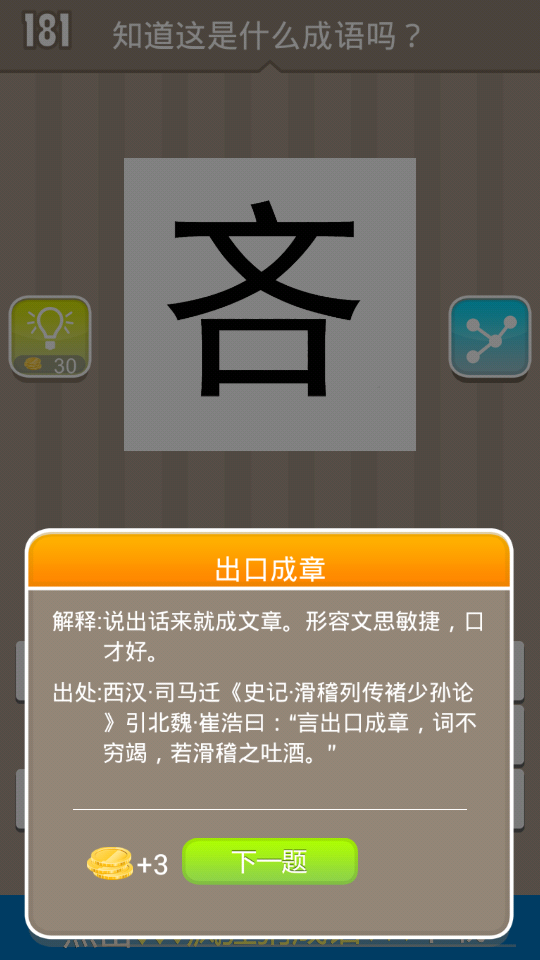 181 知道这是什么成语吗？
吝
30
出口成章
解释:说出话来就成文章。形容文思敏捷，口
才好。
出处:西汉·司马迁《史记·滑稽列传褚少孙论
》引北魏·崔浩曰：“言出口成章，词不
穷竭，若滑稽之吐酒。”
+3 下一题